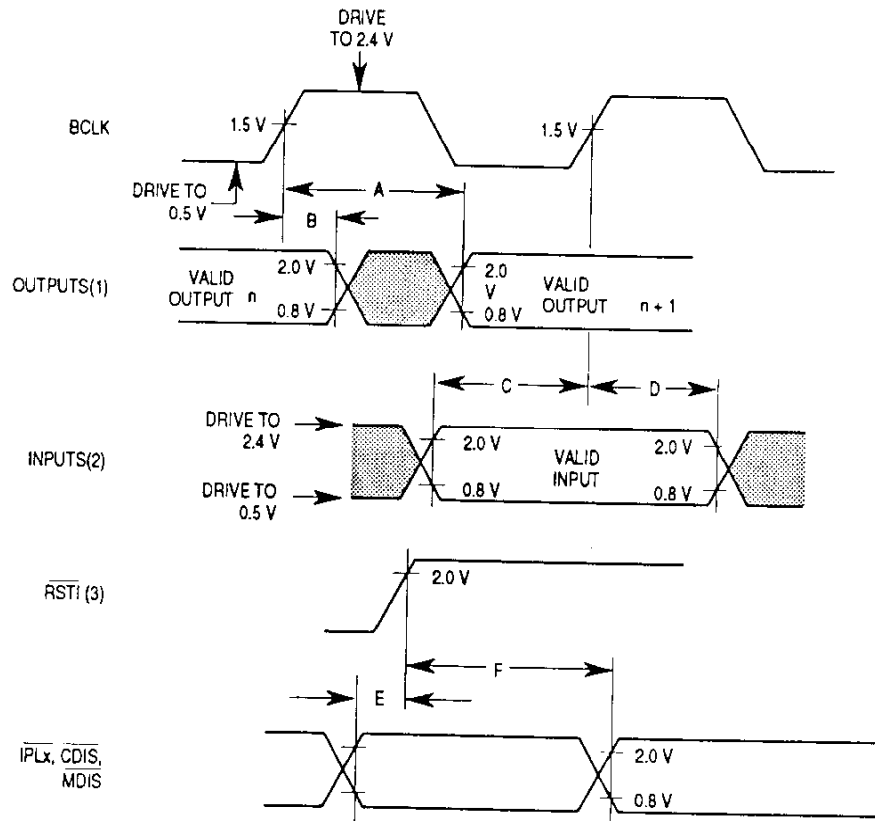 DRIVE
TO 2.4 V
BCLK
1.5 V
1.5 V
DRIVE TO
0.5 V
A
B
OUTPUTS(1)
VALID
OUTPUT n
2.0 V
0.8 V
2.0
V
0.8 V
VALID
OUTPUT n + 1
C
D
DRIVE TO
2.4 V
INPUTS(2)
DRIVE TO
0.5 V
2.0 V
0.8 V
VALID
INPUT
2.0 V
0.8 V
RSTI (3)
2.0 V
F
E
IPLx, CDIS,
MDIS
2.0 V
0.8 V